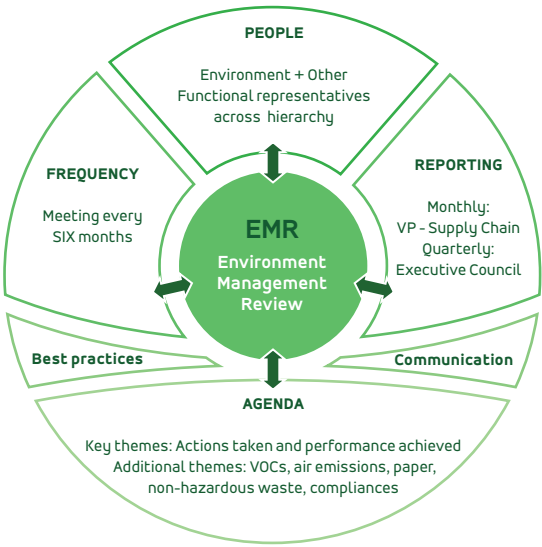 PEOPLE
Environment + Other
Functional representatives
across hierarchy
FREQUENCY
Meeting every
SIX months
REPORTING
Monthly:
VP - Supply Chain
Quarterly:
Executive Council
EMR
Environment
Management
Review
Best practices
Communication
AGENDA
Key themes: Actions taken and performance achieved
Additional themes: VOCs, air emissions, paper,
non-hazardous waste, compliances